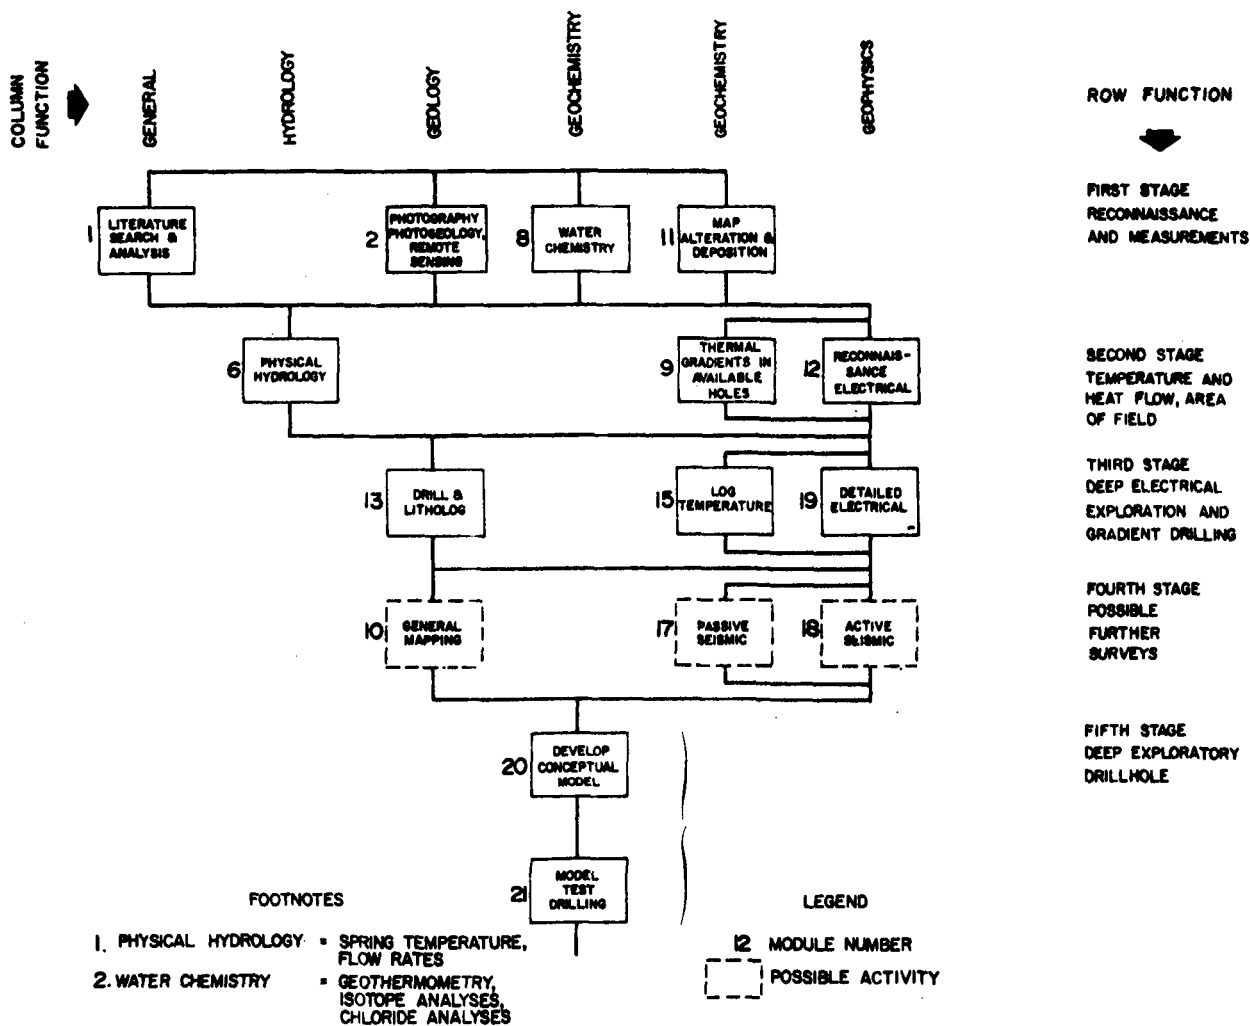 COLUMN
FUNCTION
GENERAL
HYDROLOGY
GEOLOGY
GEOCHEMISTRY
GEOCHEMISTRY
GEOPHYSICS
ROW FUNCTION
FIRST STAGE
RECONNAISSANCE
AND MEASUREMENTS
1
LITERATURE
SEARCH &
ANALYSIS
2
PHOTOGRAPHY
PHOTOGEOLOGY,
REMOTE
SENSING
8
WATER
CHEMISTRY
11
MAP
ALTERATION &
DEPOSITION
6
PHYSICAL
HYDROLOGY
9
THERMAL
GRADIENTS IN
AVAILABLE
HOLES
12
RECONNAIS-
SANCE
ELECTRICAL
SECOND STAGE
TEMPERATURE AND
HEAT FLOW, AREA
OF FIELD
13
DRILL &
LITHOLOG
15
LOG
TEMPERATURE
19
DETAILED
ELECTRICAL
THIRD STAGE
DEEP ELECTRICAL
EXPLORATION AND
GRADIENT DRILLING
10
GENERAL
MAPPING
17
PASSIVE
SEISMIC
18
ACTIVE
SEISMIC
FOURTH STAGE
POSSIBLE
FURTHER
SURVEYS
20
DEVELOP
CONCEPTUAL
MODEL
FIFTH STAGE
DEEP EXPLORATORY
DRILLHOLE
21
MODEL
TEST
DRILLING
FOOTNOTES
1. PHYSICAL HYDROLOGY = SPRING TEMPERATURE,
FLOW RATES
2. WATER CHEMISTRY = GEOTHERMOMETRY,
ISOTOPE ANALYSES,
CHLORIDE ANALYSES
LEGEND
12 MODULE NUMBER
POSSIBLE ACTIVITY